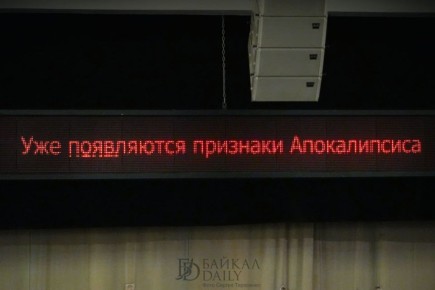 Уже появляются признаки Апокалипсиса
БАЙКАЛ
DAILY